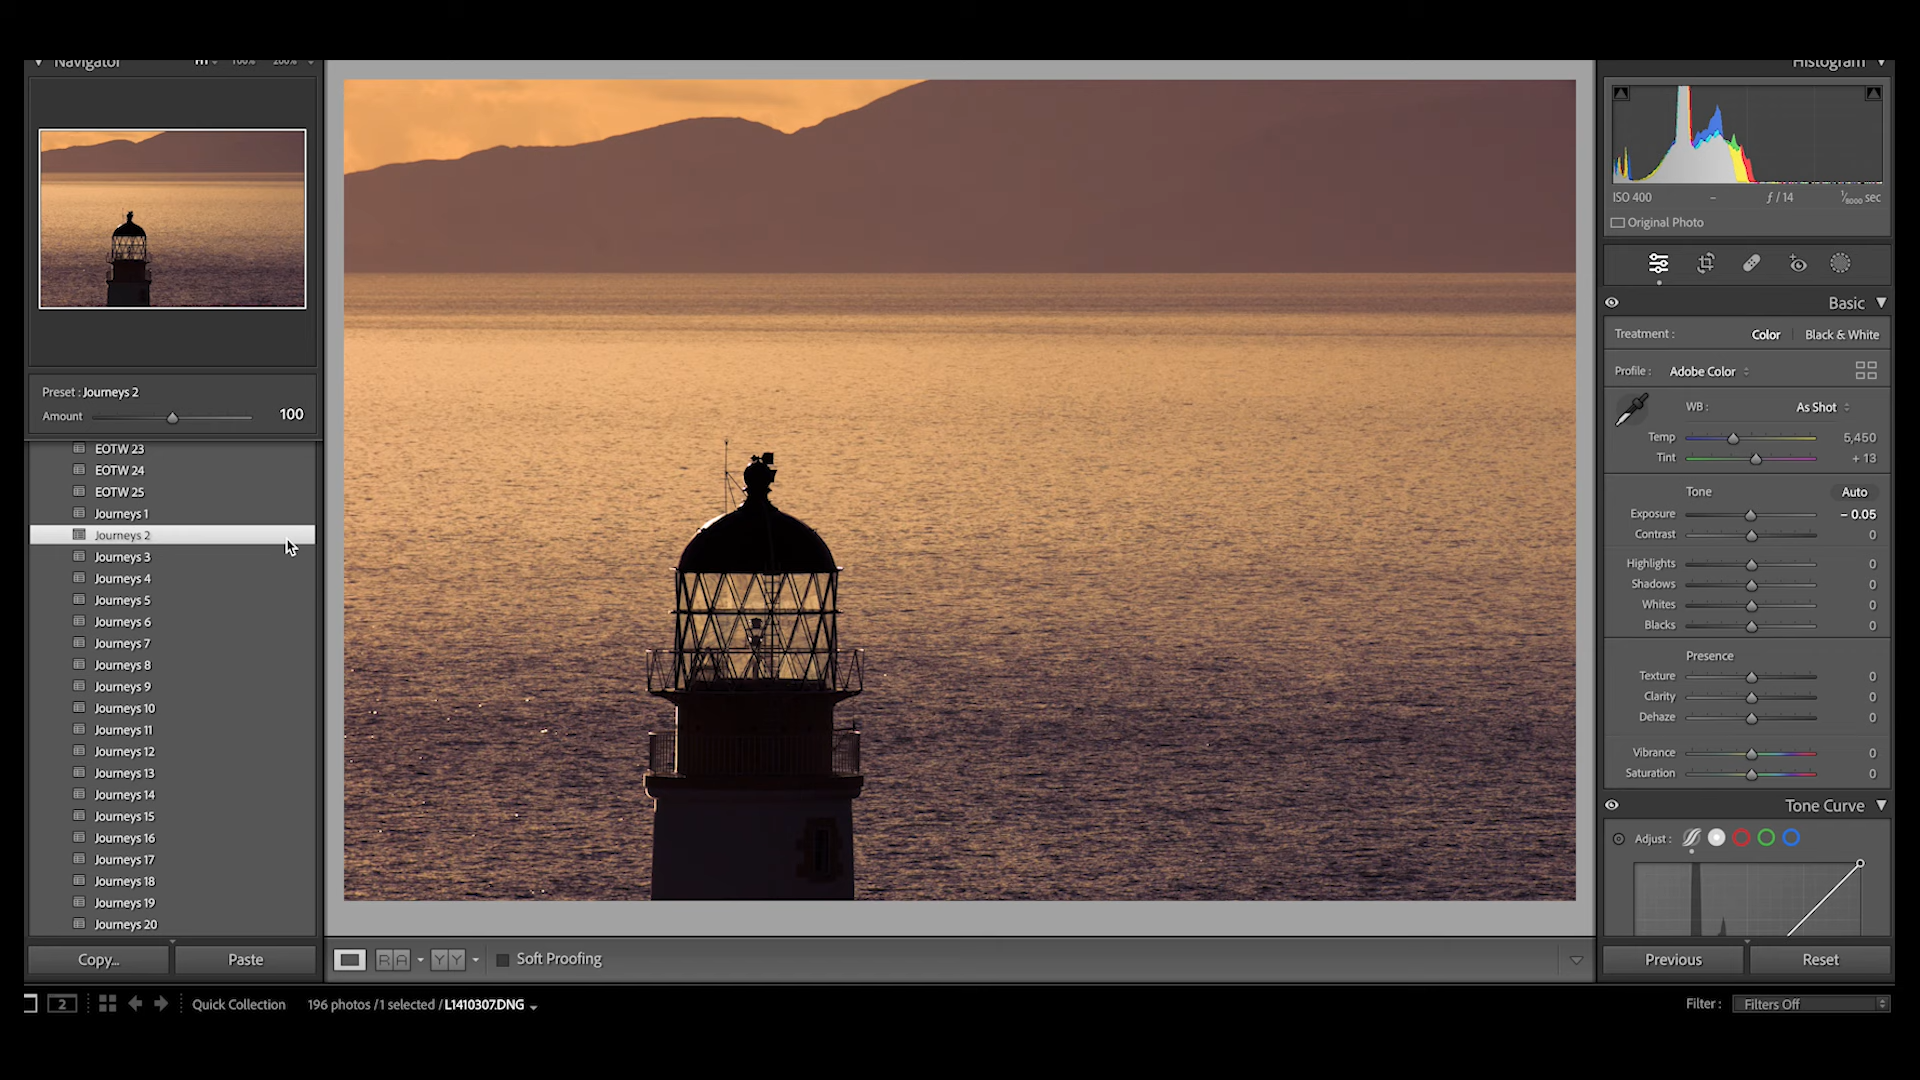 Navigator
Preset : Journeys 2
Amount 100
EOTW 23
EOTW 24
EOTW 25
Journeys 1
Journeys 2
Journeys 3
Journeys 4
Journeys 5
Journeys 6
Journeys 7
Journeys 8
Journeys 9
Journeys 10
Journeys 11
Journeys 12
Journeys 13
Journeys 14
Journeys 15
Journeys 16
Journeys 17
Journeys 18
Journeys 19
Journeys 20
Copy... Paste
R A Y Y Soft Proofing
2 Quick Collection 196 photos / 1 selected / L1410307.DNG
Histogram
ISO 400 – ƒ / 14 1/8000 sec
Original Photo
Basic
Treatment : Color Black & White
Profile : Adobe Color
WB : As Shot
Temp 5,450
Tint + 13
Tone Auto
Exposure – 0.05
Contrast 0
Highlights 0
Shadows 0
Whites 0
Blacks 0
Presence
Texture 0
Clarity 0
Dehaze 0
Vibrance 0
Saturation 0
Tone Curve
Adjust :
Previous Reset
Filter : Filters Off